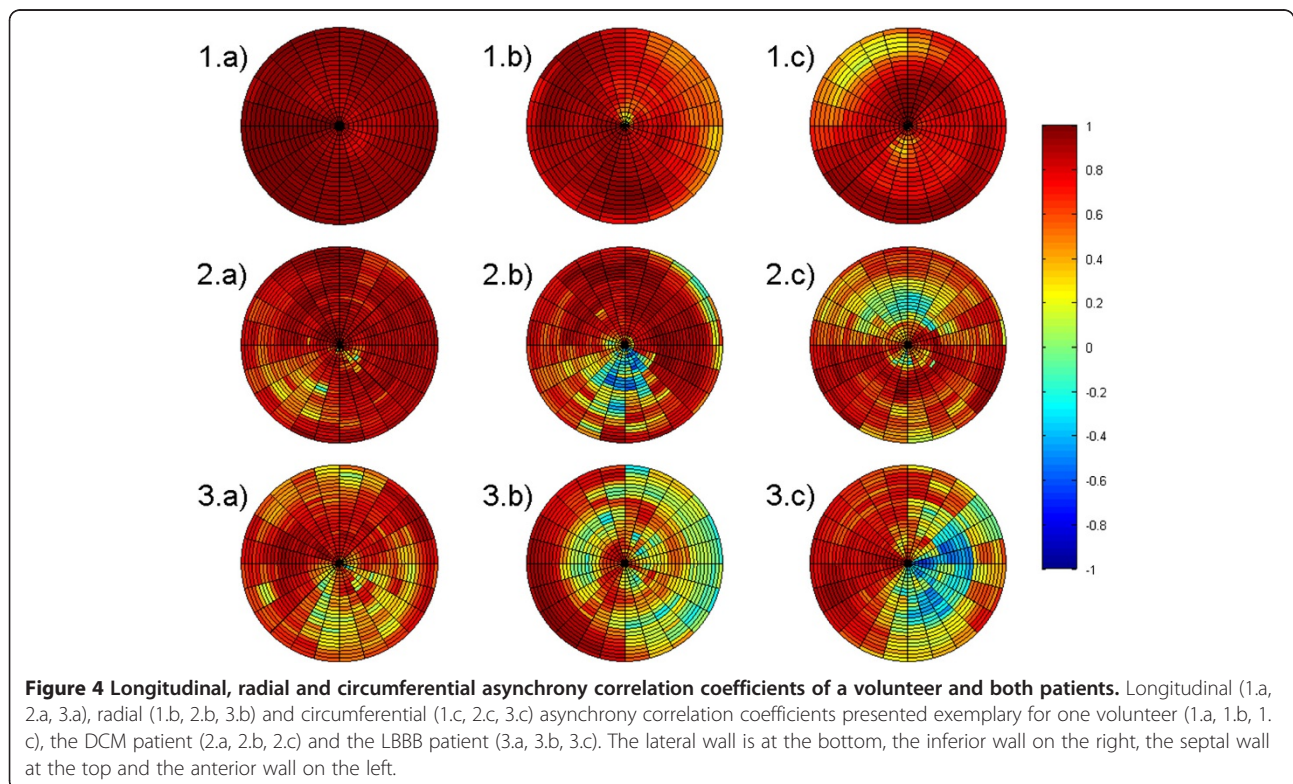 1.a)
1.b)
1.c)
2.a)
2.b)
2.c)
3.a)
3.b)
3.c)
1
0.8
0.6
0.4
0.2
0
-0.2
-0.4
-0.6
-0.8
-1
Figure 4 Longitudinal, radial and circumferential asynchrony correlation coefficients of a volunteer and both patients. Longitudinal (1.a,
2.a, 3.a), radial (1.b, 2.b, 3.b) and circumferential (1.c, 2.c, 3.c) asynchrony correlation coefficients presented exemplary for one volunteer (1.a, 1.b, 1.
c), the DCM patient (2.a, 2.b, 2.c) and the LBBB patient (3.a, 3.b, 3.c). The lateral wall is at the bottom, the inferior wall on the right, the septal wall
at the top and the anterior wall on the left.